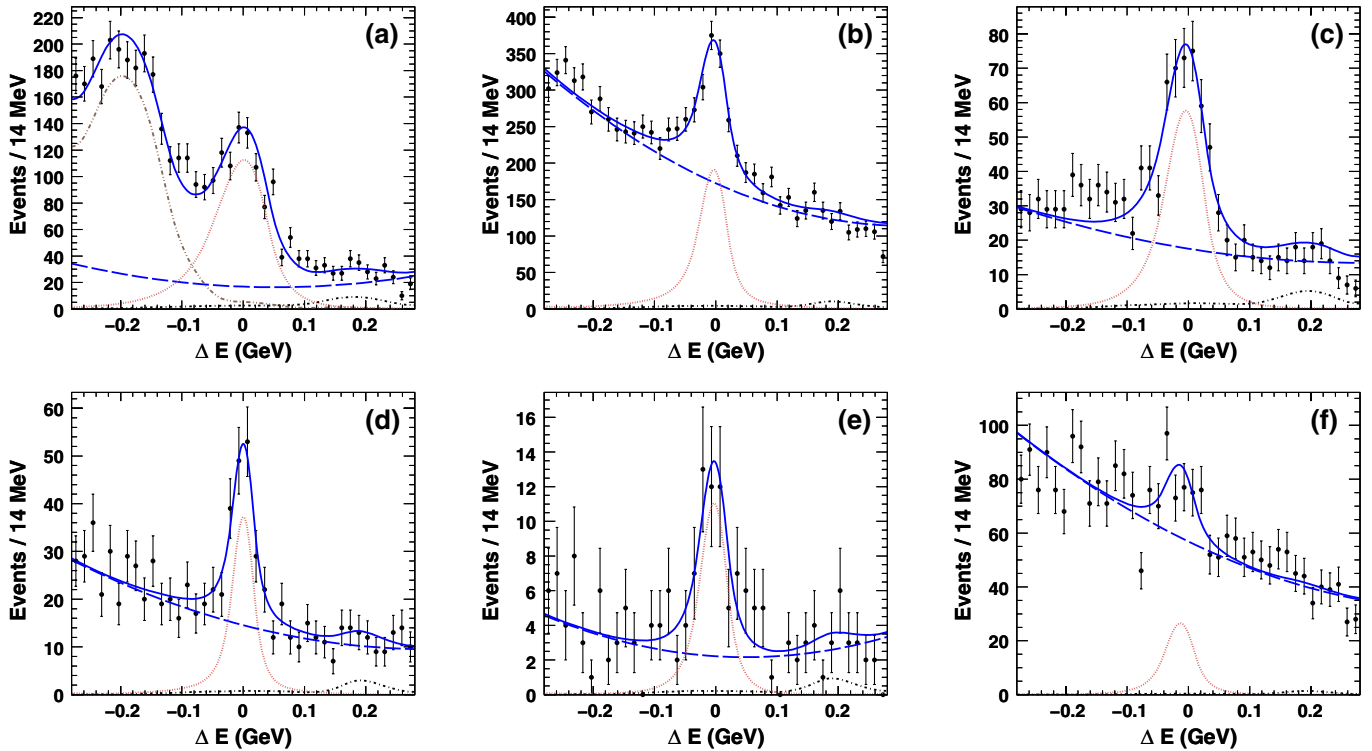 (a)
Events / 14 MeV
220
200
180
160
140
120
100
80
60
40
20
0
−0.2 −0.1 0 0.1 0.2
Δ E (GeV)
(b)
Events / 14 MeV
400
350
300
250
200
150
100
50
0
−0.2 −0.1 0 0.1 0.2
Δ E (GeV)
(c)
Events / 14 MeV
80
70
60
50
40
30
20
10
0
−0.2 −0.1 0 0.1 0.2
Δ E (GeV)
(d)
Events / 14 MeV
60
50
40
30
20
10
0
−0.2 −0.1 0 0.1 0.2
Δ E (GeV)
(e)
Events / 14 MeV
16
14
12
10
8
6
4
2
0
−0.2 −0.1 0 0.1 0.2
Δ E (GeV)
(f)
Events / 14 MeV
100
80
60
40
20
0
−0.2 −0.1 0 0.1 0.2
Δ E (GeV)